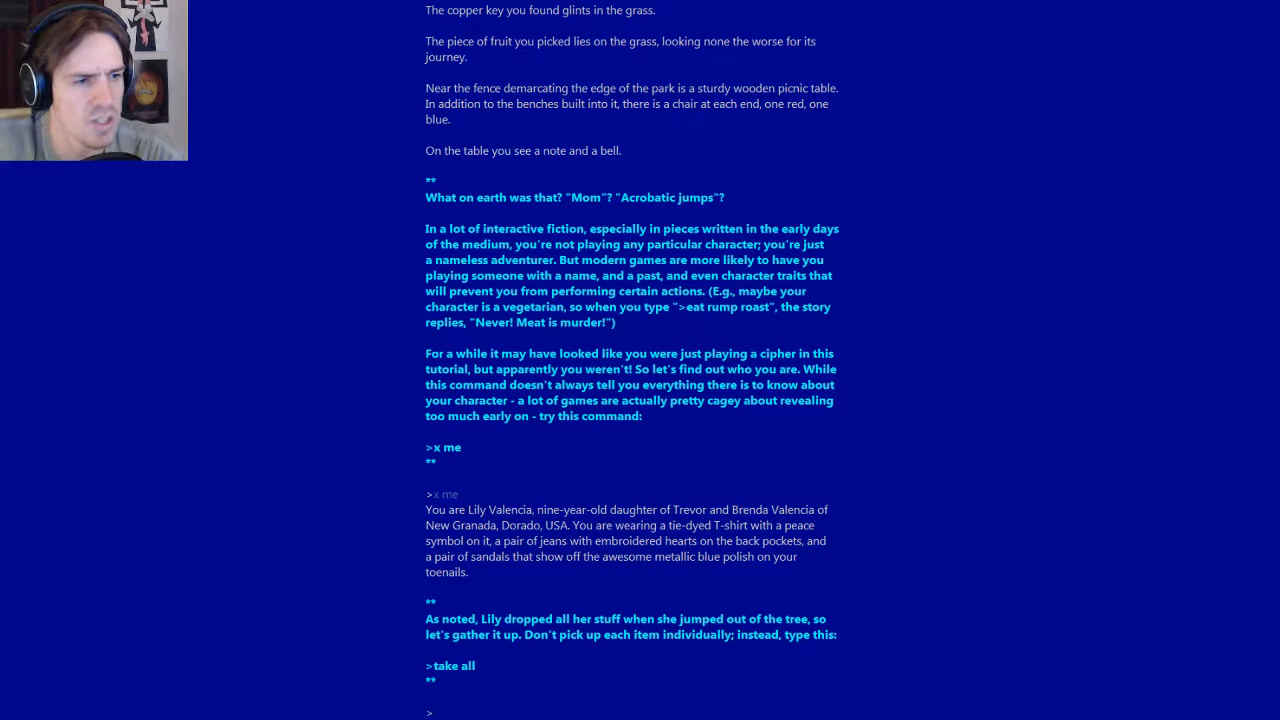 The copper key you found glints in the grass.
The piece of fruit you picked lies on the grass, looking none the worse for its
journey.
Near the fence demarcating the edge of the park is a sturdy wooden picnic table.
In addition to the benches built into it, there is a chair at each end, one red, one
blue.
On the table you see a note and a bell.
**
What on earth was that? "Mom"? "Acrobatic jumps"?
In a lot of interactive fiction, especially in pieces written in the early days
of the medium, you're not playing any particular character; you're just
a nameless adventurer. But modern games are more likely to have you
playing someone with a name, and a past, and even character traits that
will prevent you from performing certain actions. (E.g., maybe your
character is a vegetarian, so when you type ">eat rump roast", the story
replies, "Never! Meat is murder!")
For a while it may have looked like you were just playing a cipher in this
tutorial, but apparently you weren't! So let's find out who you are. While
this command doesn't always tell you everything there is to know about
your character - a lot of games are actually pretty cagey about revealing
too much early on - try this command:
>x me
**
>x me
You are Lily Valencia, nine-year-old daughter of Trevor and Brenda Valencia of
New Granada, Dorado, USA. You are wearing a tie-dyed T-shirt with a peace
symbol on it, a pair of jeans with embroidered hearts on the back pockets, and
a pair of sandals that show off the awesome metallic blue polish on your
toenails.
**
As noted, Lily dropped all her stuff when she jumped out of the tree, so
let's gather it up. Don't pick up each item individually; instead, type this:
>take all
**
>